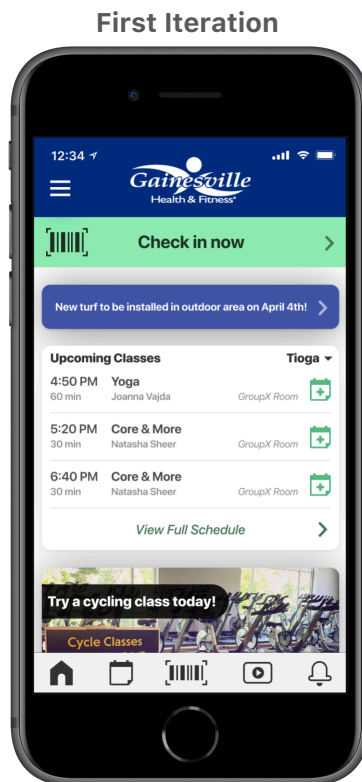 First Iteration
12:34
Gainesville
Health & Fitness®
Check in now
New turf to be installed in outdoor area on April 4th!
Upcoming Classes Tioga
4:50 PM Yoga
60 min Joanna Vajda GroupX Room
5:20 PM Core & More
30 min Natasha Sheer GroupX Room
6:40 PM Core & More
30 min Natasha Sheer GroupX Room
View Full Schedule
Try a cycling class today!
Cycle Classes